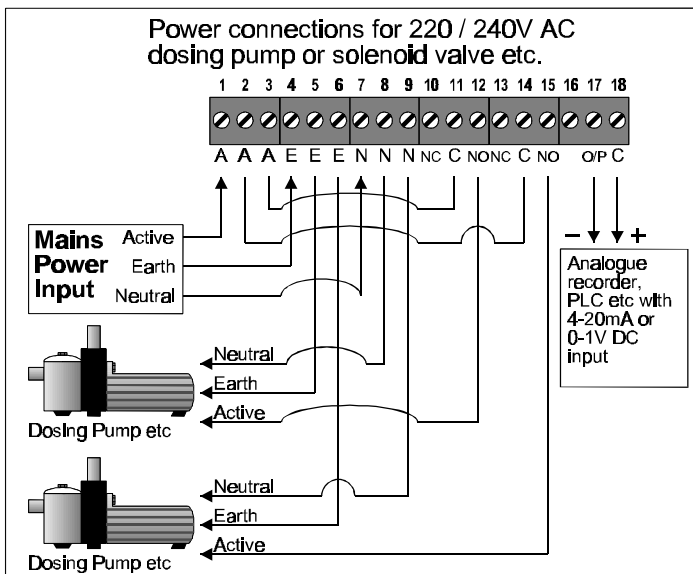 Power connections for 220 / 240V AC
dosing pump or solenoid valve etc.
1 2 3 4 5 6 7 8 9 10 11 12 13 14 15 16 17 18
A A A E E E N N N NC C NO NC C NO O/P C
Mains
Power
Input
Active
Earth
Neutral
− +
Analogue
recorder,
PLC etc with
4-20mA or
0-1V DC
input
Neutral
Earth
Active
Dosing Pump etc
Neutral
Earth
Active
Dosing Pump etc